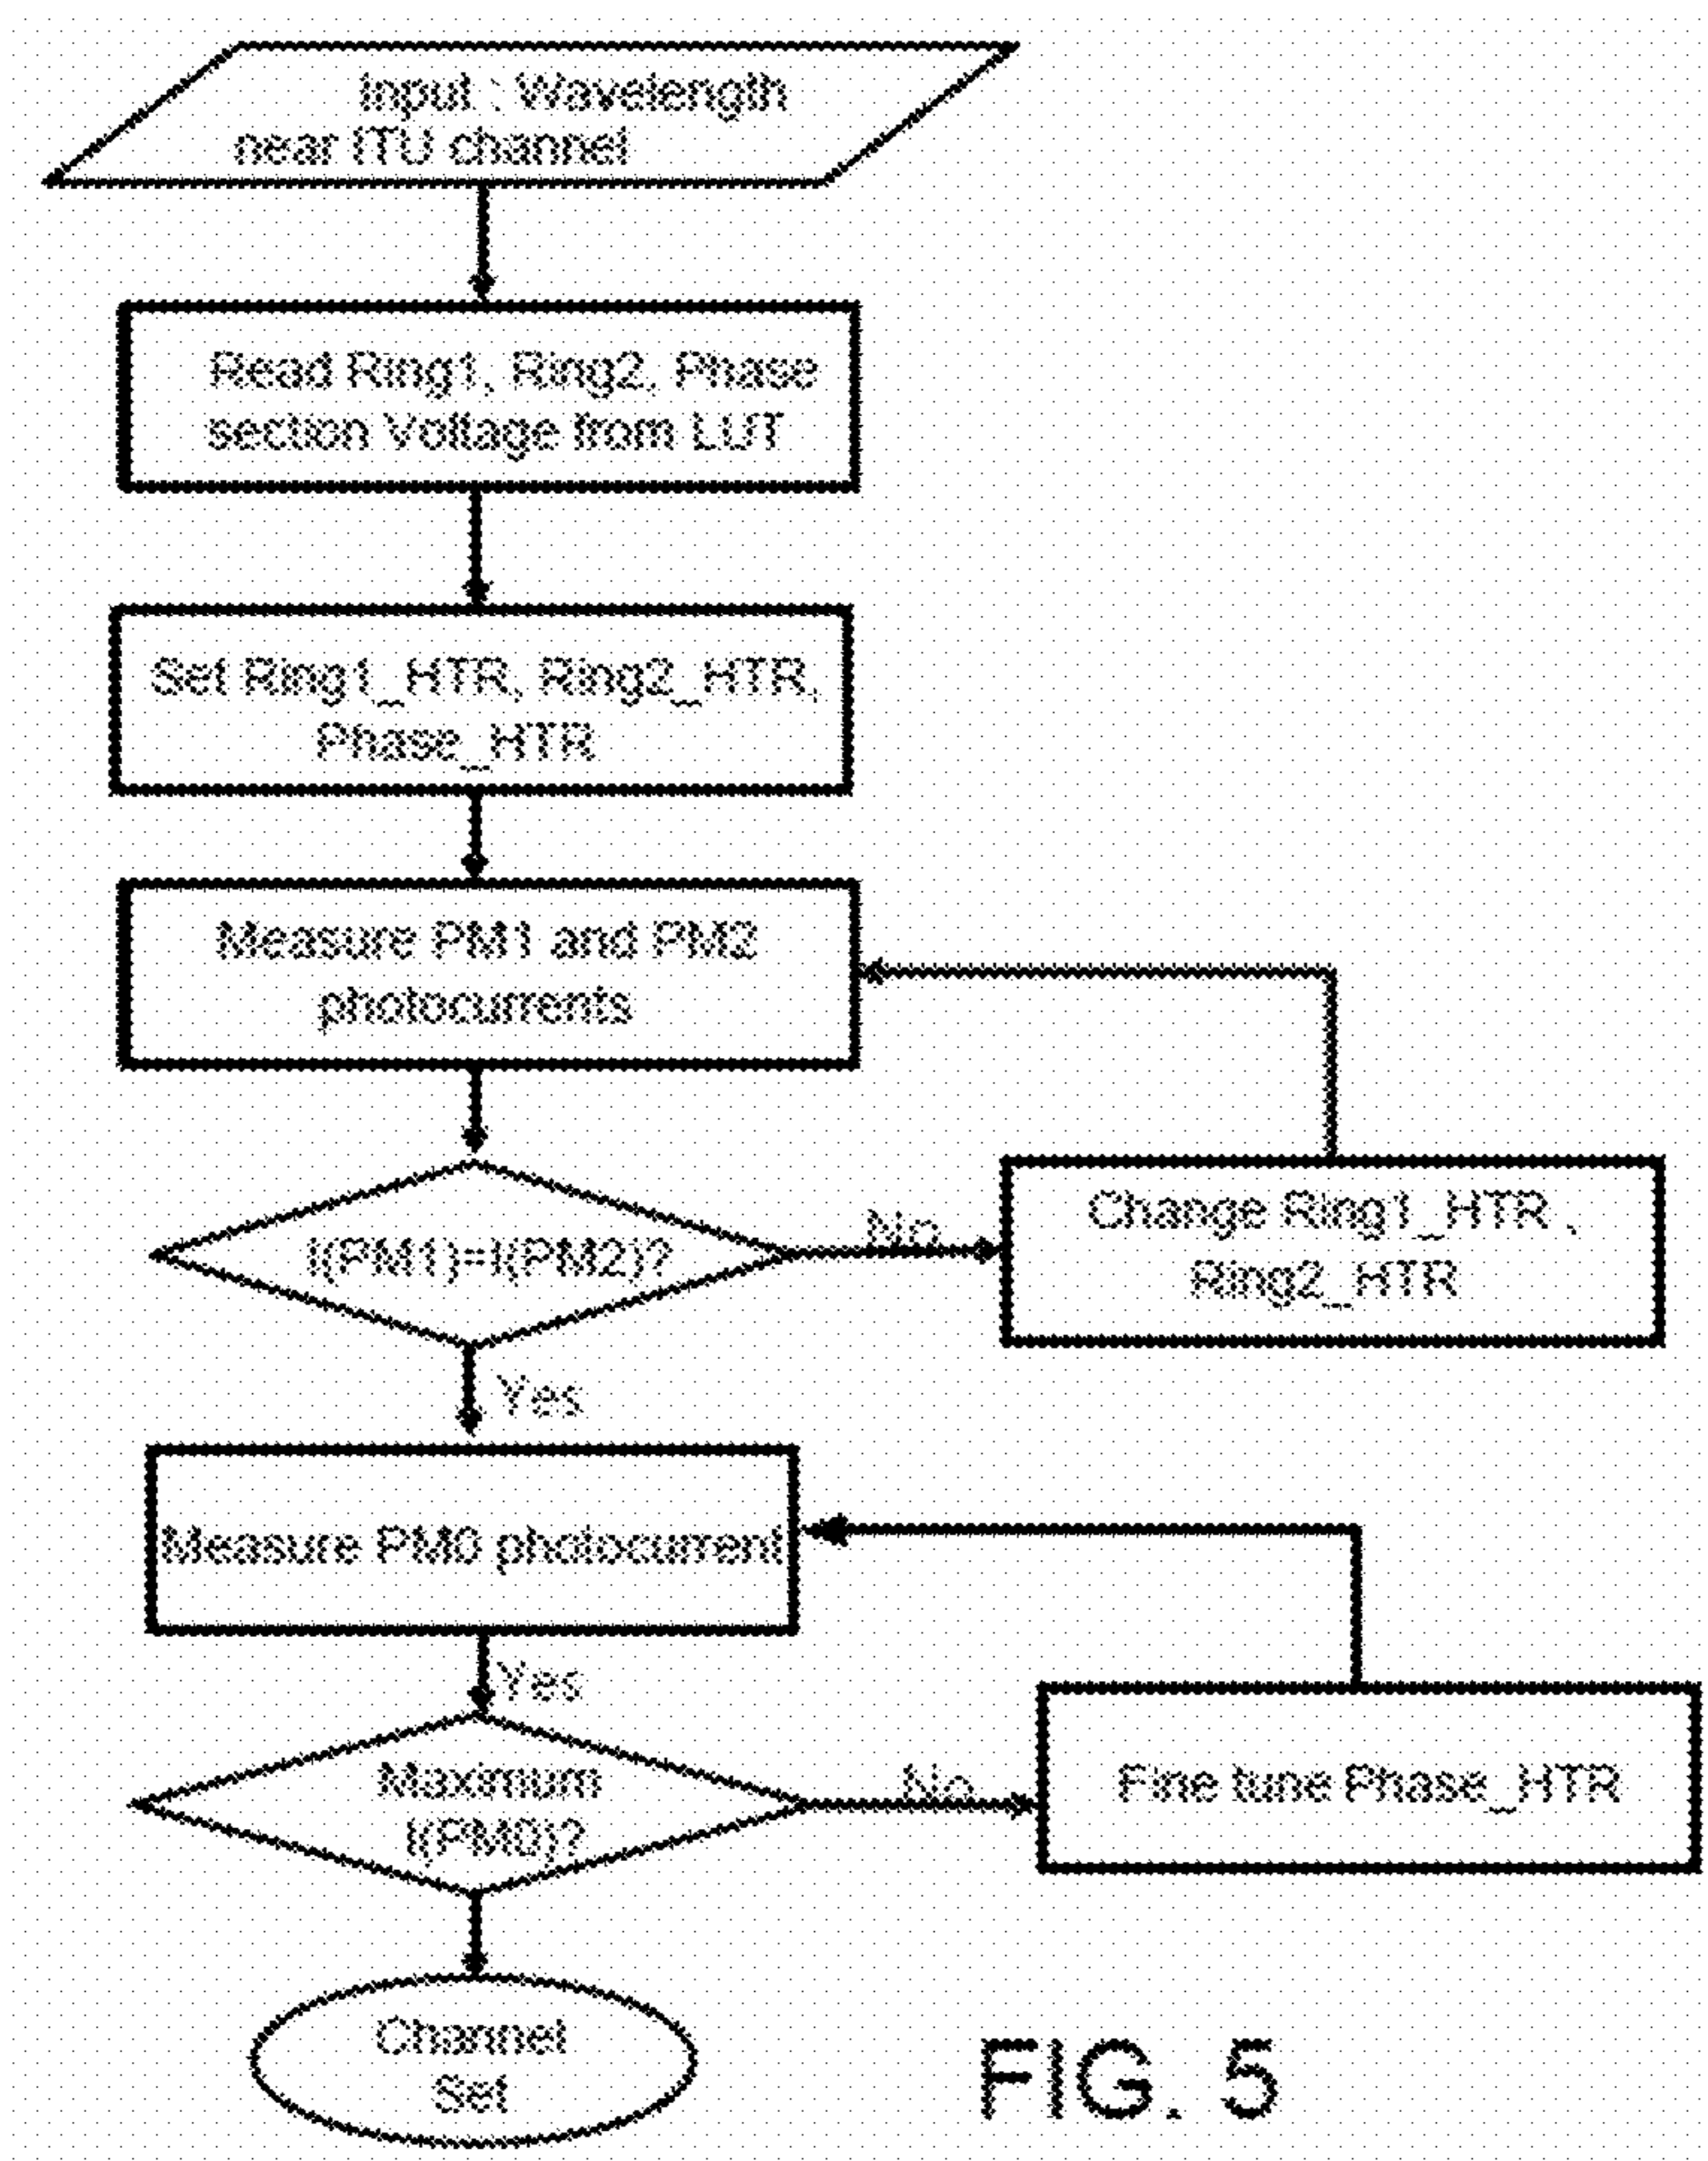 Input : Wavelength
near ITU channel
Read Ring1, Ring2, Phase
section Voltage from LUT
Set Ring1_HTR, Ring2_HTR,
Phase_HTR
Measure PM1 and PM2
photocurrents
I(PM1)=I(PM2)?
No
Change Ring1_HTR ,
Ring2_HTR
Yes
Measure PM0 photocurrent
Yes
Maximum
I(PM0)?
No
Fine tune Phase_HTR
Channel
Set
FIG. 5